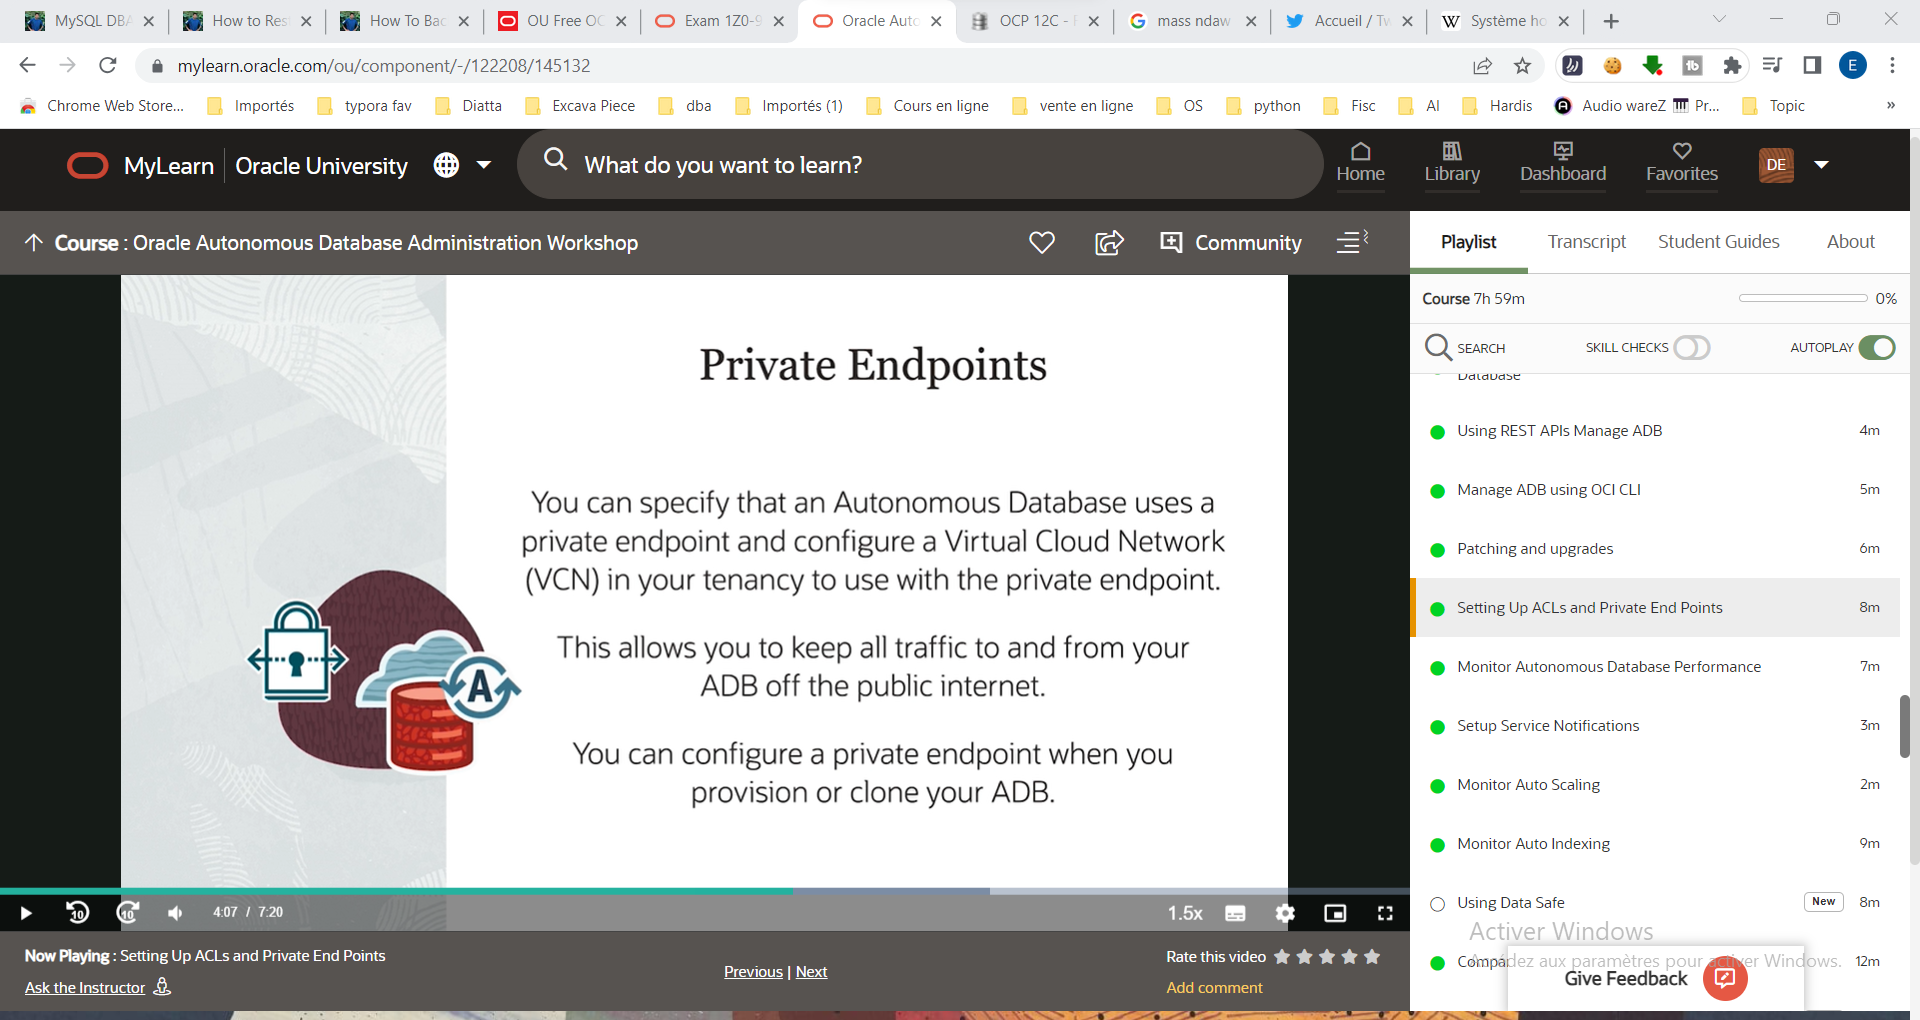 MySQL DBA
How to Res
How To Bac
OU Free OC
Exam 1Z0-9
Oracle Auto
OCP 12C -
mass ndaw
Accueil / Tw
W Système ho
mylearn.oracle.com/ou/component/-/122208/145132
E
Chrome Web Store...
Importés
typora fav
Diatta
Excava Piece
dba
Importés (1)
Cours en ligne
vente en ligne
OS
python
Fisc
AI
Hardis
Audio wareZ
Pr...
Topic
»
MyLearn
Oracle University
What do you want to learn?
Home
Library
Dashboard
Favorites
DE
Course : Oracle Autonomous Database Administration Workshop
Community
Playlist
Transcript
Student Guides
About
Course 7h 59m
0%
SEARCH
SKILL CHECKS
AUTOPLAY
Private Endpoints
You can specify that an Autonomous Database uses a
private endpoint and configure a Virtual Cloud Network
(VCN) in your tenancy to use with the private endpoint.
This allows you to keep all traffic to and from your
ADB off the public internet.
You can configure a private endpoint when you
provision or clone your ADB.
A
Database
Using REST APIs Manage ADB 4m
Manage ADB using OCI CLI 5m
Patching and upgrades 6m
Setting Up ACLs and Private End Points 8m
Monitor Autonomous Database Performance 7m
Setup Service Notifications 3m
Monitor Auto Scaling 2m
Monitor Auto Indexing 9m
Using Data Safe New 8m
Activer Windows
aux paramètres pour activer Windows.
12m
Give Feedback
10
10
4:07 / 7:20
1.5x
Now Playing : Setting Up ACLs and Private End Points
Ask the Instructor
Previous | Next
Rate this video
Add comment